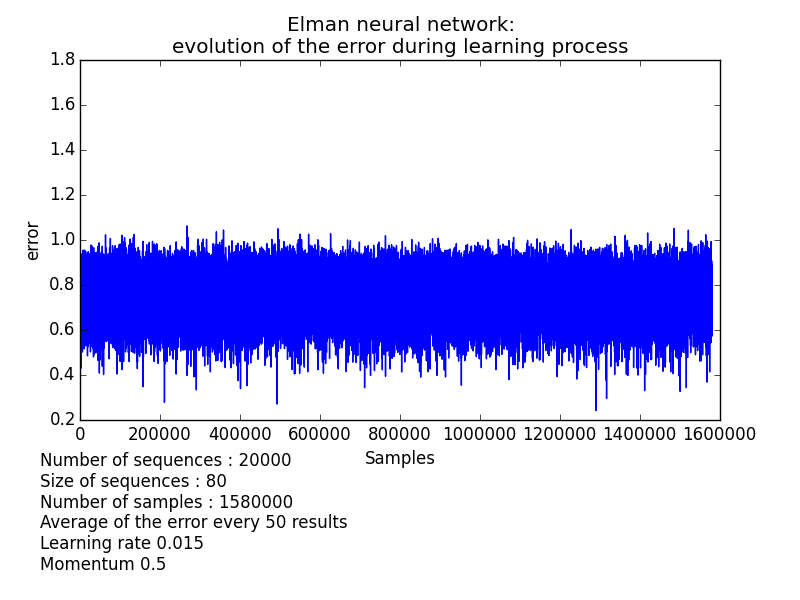 Elman neural network:
evolution of the error during learning process
1.8
1.6
1.4
1.2
1.0
0.8
0.6
0.4
0.2
error
0 200000 400000 600000 800000 1000000 1200000 1400000 1600000
Samples
Number of sequences : 20000
Size of sequences : 80
Number of samples : 1580000
Average of the error every 50 results
Learning rate 0.015
Momentum 0.5